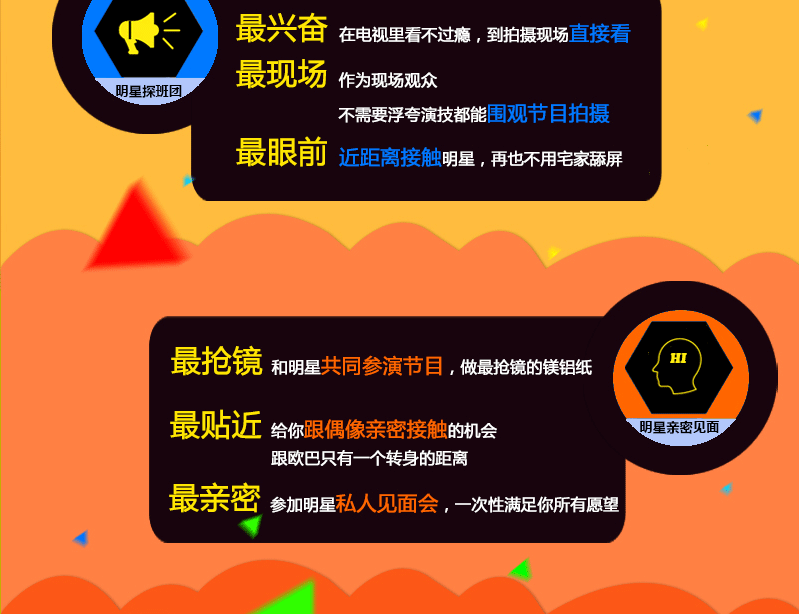 明星探班团
最兴奋 在电视里看不过瘾，到拍摄现场直接看
最现场 作为现场观众
不需要浮夸演技都能围观节目拍摄
最眼前 近距离接触明星，再也不用宅家舔屏
最抢镜 和明星共同参演节目，做最抢镜的镁铝纸
HI
明星亲密见面
最贴近 给你跟偶像亲密接触的机会
跟欧巴只有一个转身的距离
最亲密 参加明星私人见面会，一次性满足你所有愿望